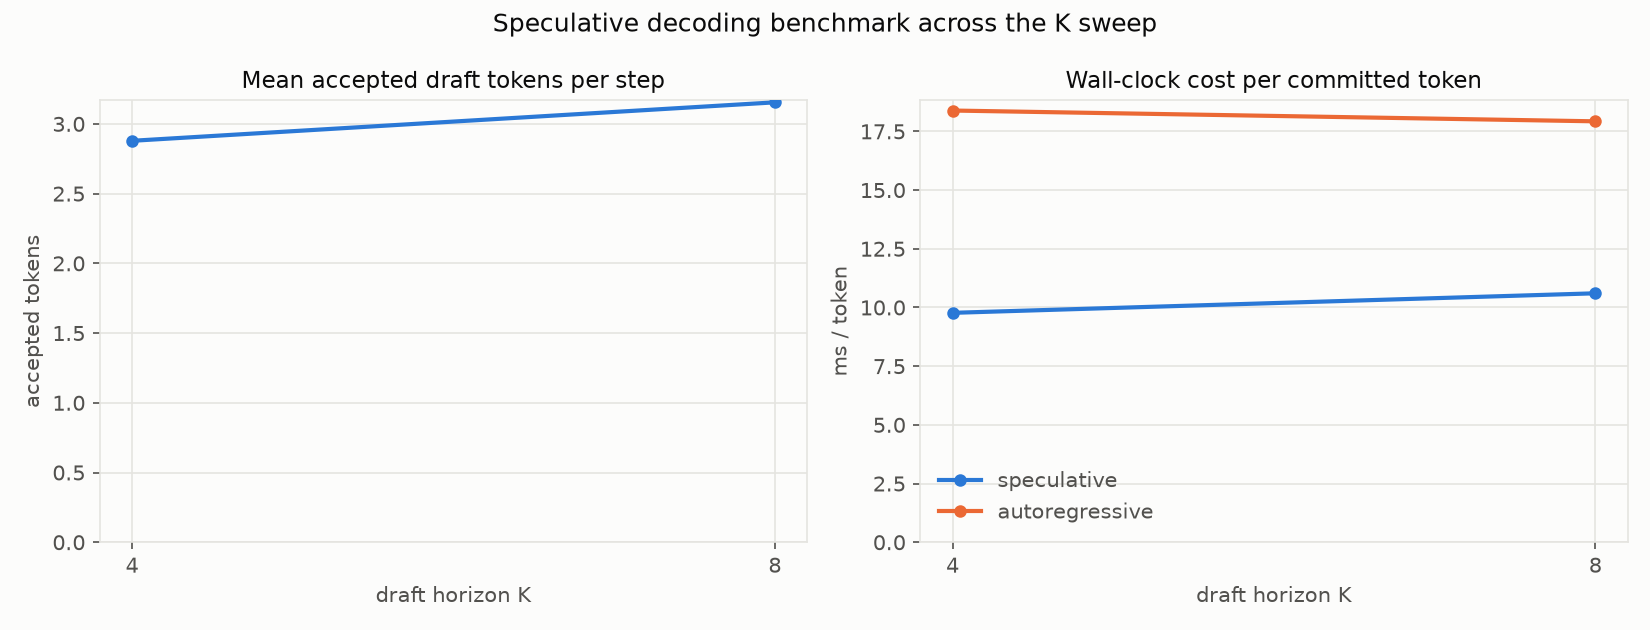 Speculative decoding benchmark across the K sweep
Mean accepted draft tokens per step
3.0
2.5
2.0
1.5
1.0
0.5
0.0
accepted tokens
4
8
draft horizon K
Wall-clock cost per committed token
17.5
15.0
12.5
10.0
7.5
5.0
2.5
0.0
ms / token
speculative
autoregressive
4
8
draft horizon K